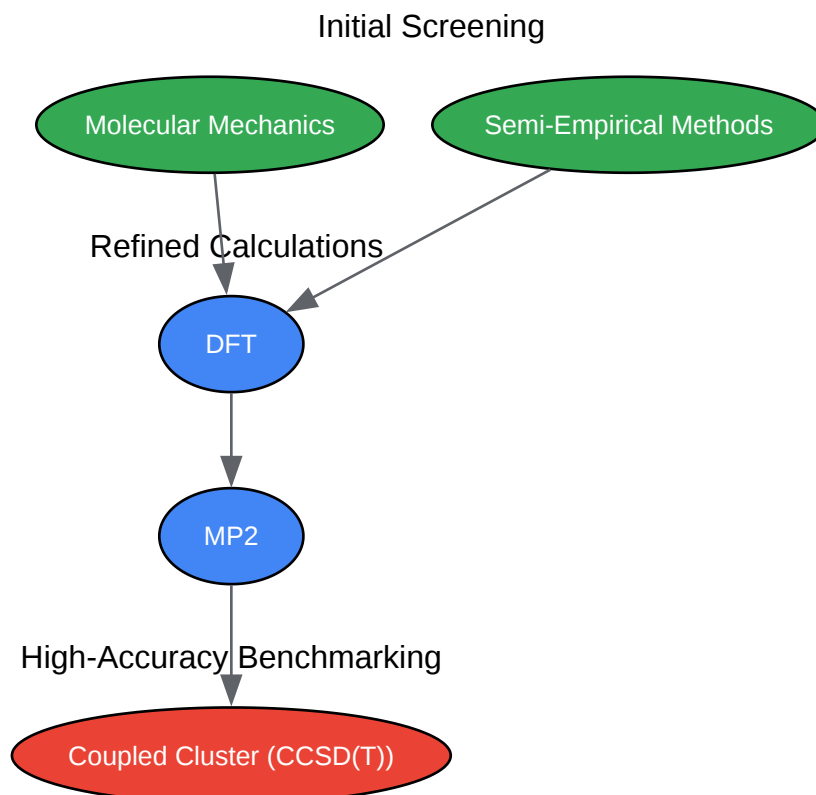 Initial Screening
Molecular Mechanics
Semi-Empirical Methods
Refined Calculations
DFT
MP2
High-Accuracy Benchmarking
Coupled Cluster (CCSD(T))